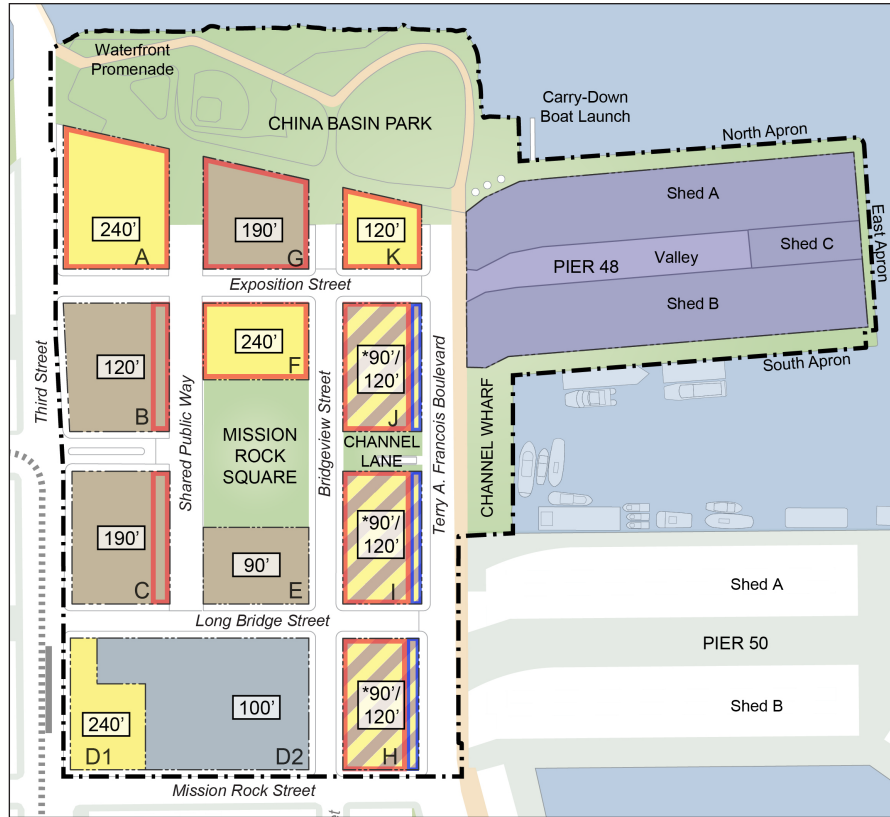 Waterfront
Promenade
CHINA BASIN PARK
Carry-Down
Boat Launch
North Apron
East Apron
South Apron
Shed A
PIER 48
Valley
Shed C
Shed B
240'
A
190'
G
120'
K
Exposition Street
Third Street
120'
B
Shared Public Way
240'
F
Bridgeview Street
*90'/
120'
J
Terry A. Francois Boulevard
MISSION
ROCK
SQUARE
CHANNEL
LANE
CHANNEL WHARF
190'
C
90'
E
*90'/
120'
I
Long Bridge Street
Shed A
PIER 50
Shed B
240'
D1
100'
D2
*90'/
120'
H
Mission Rock Street